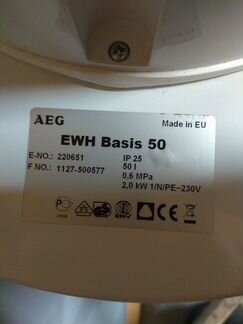 AEG
Made in EU
EWH Basis 50
E-NO.: 220651 IP 25
F NO.: 1127-500577 50 l
0,6 MPa
2,0 kW 1/N/PE~230V